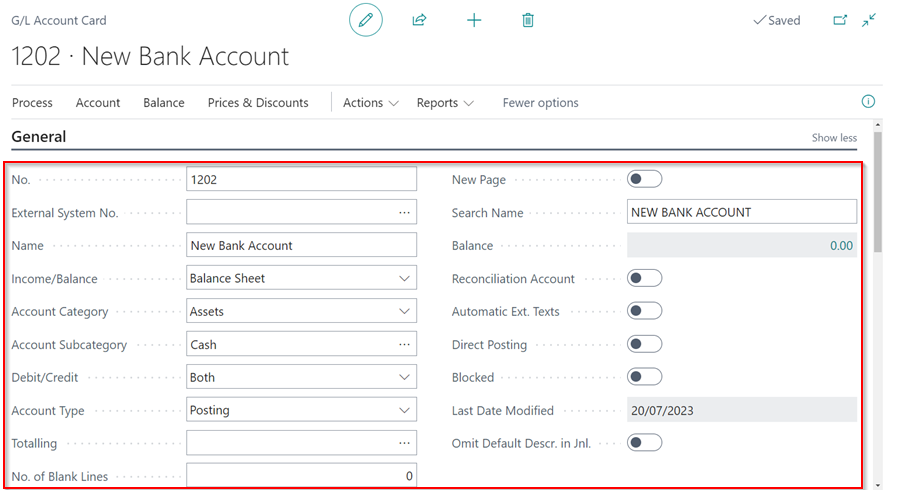 G/L Account Card
Saved
1202 · New Bank Account
Process Account Balance Prices & Discounts Actions Reports Fewer options
General Show less
No. 1202 New Page
External System No. Search Name NEW BANK ACCOUNT
Name New Bank Account Balance 0.00
Income/Balance Balance Sheet Reconciliation Account
Account Category Assets Automatic Ext. Texts
Account Subcategory Cash Direct Posting
Debit/Credit Both Blocked
Account Type Posting Last Date Modified 20/07/2023
Totalling Omit Default Descr. in Jnl.
No. of Blank Lines 0